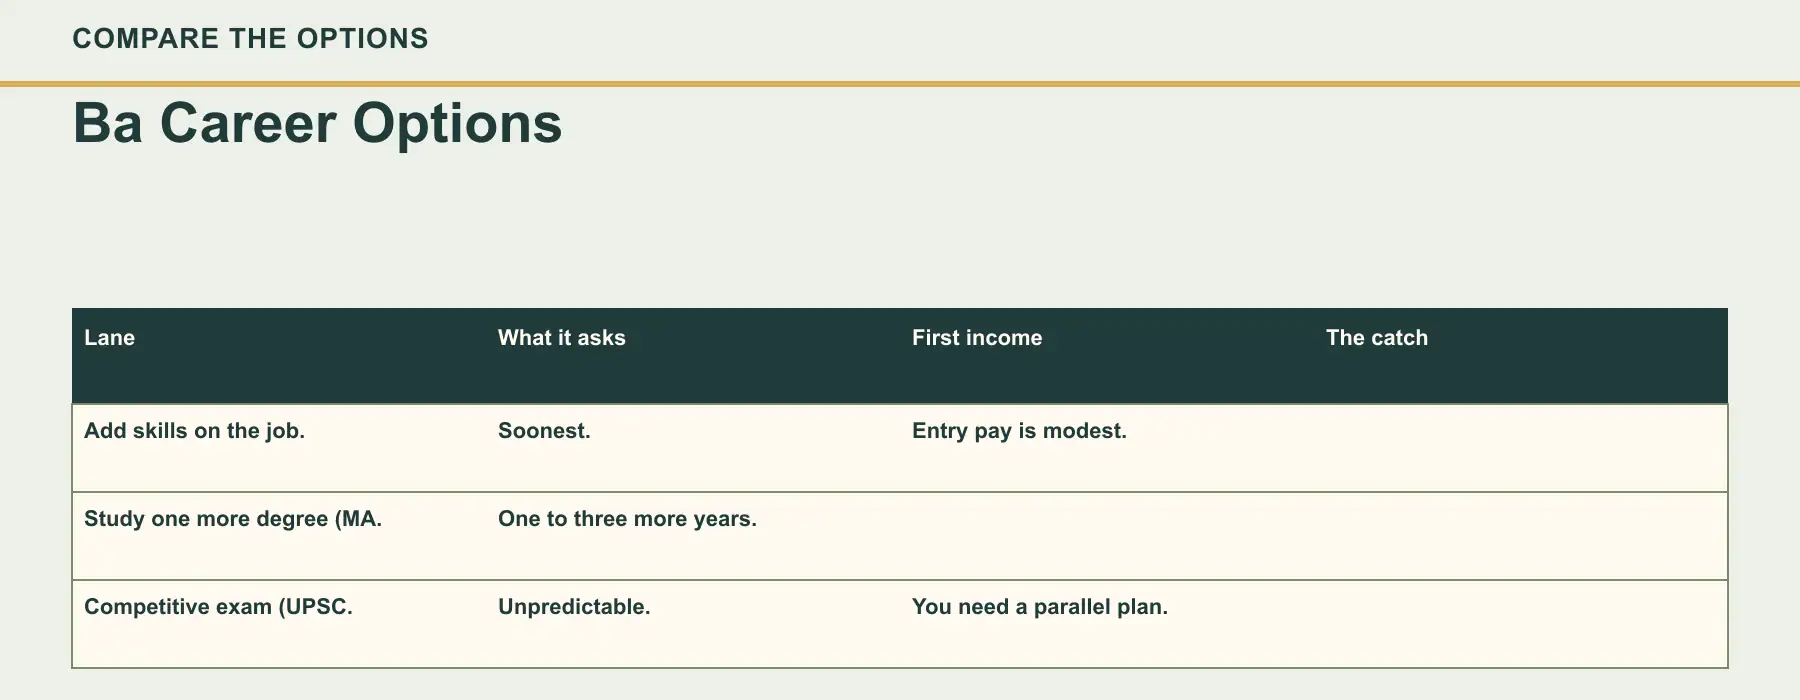 COMPARE THE OPTIONS
Ba Career Options
Lane What it asks First income The catch
Add skills on the job. Soonest. Entry pay is modest.
Study one more degree (MA. One to three more years.
Competitive exam (UPSC. Unpredictable. You need a parallel plan.